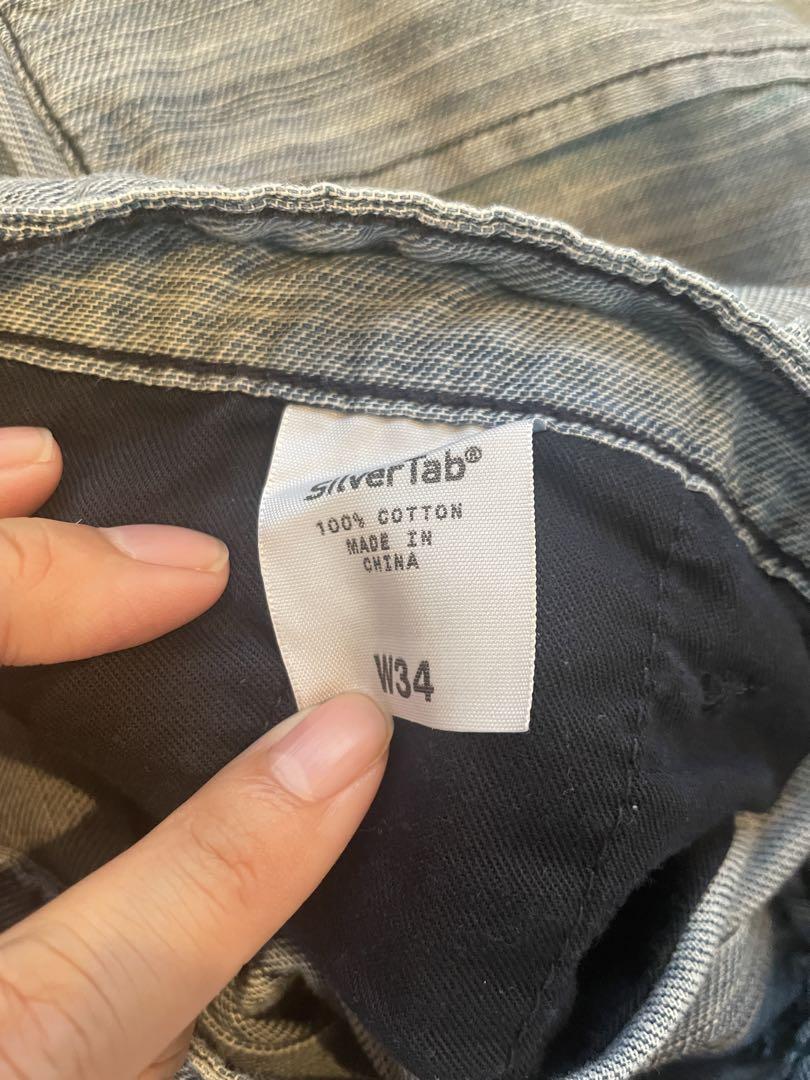 SilverTab®
100% COTTON
MADE IN
CHINA
W34